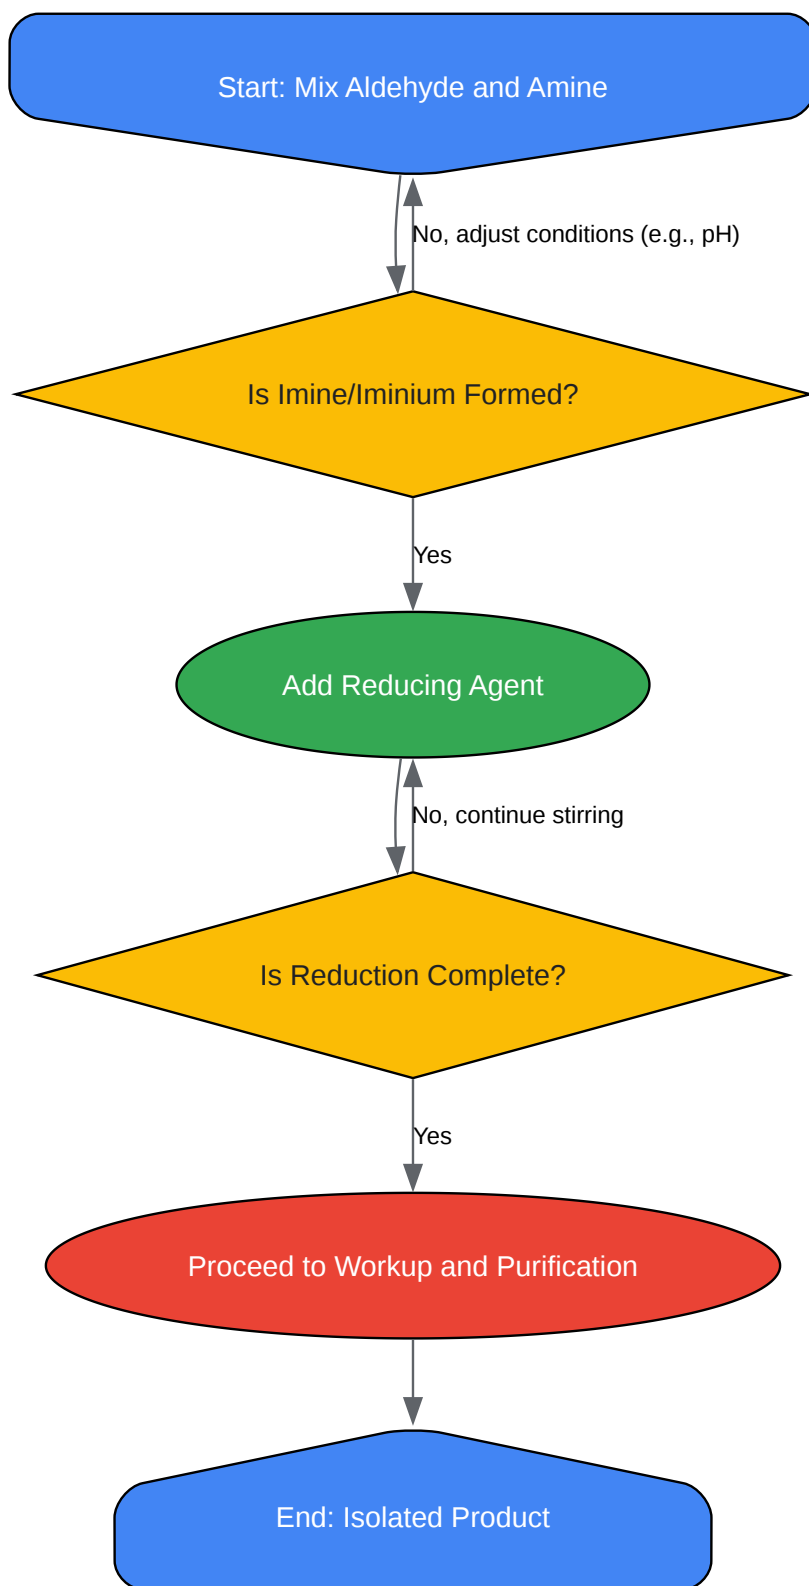 Start: Mix Aldehyde and Amine
No, adjust conditions (e.g., pH)
Is Imine/Iminium Formed?
Yes
Add Reducing Agent
No, continue stirring
Is Reduction Complete?
Yes
Proceed to Workup and Purification
End: Isolated Product